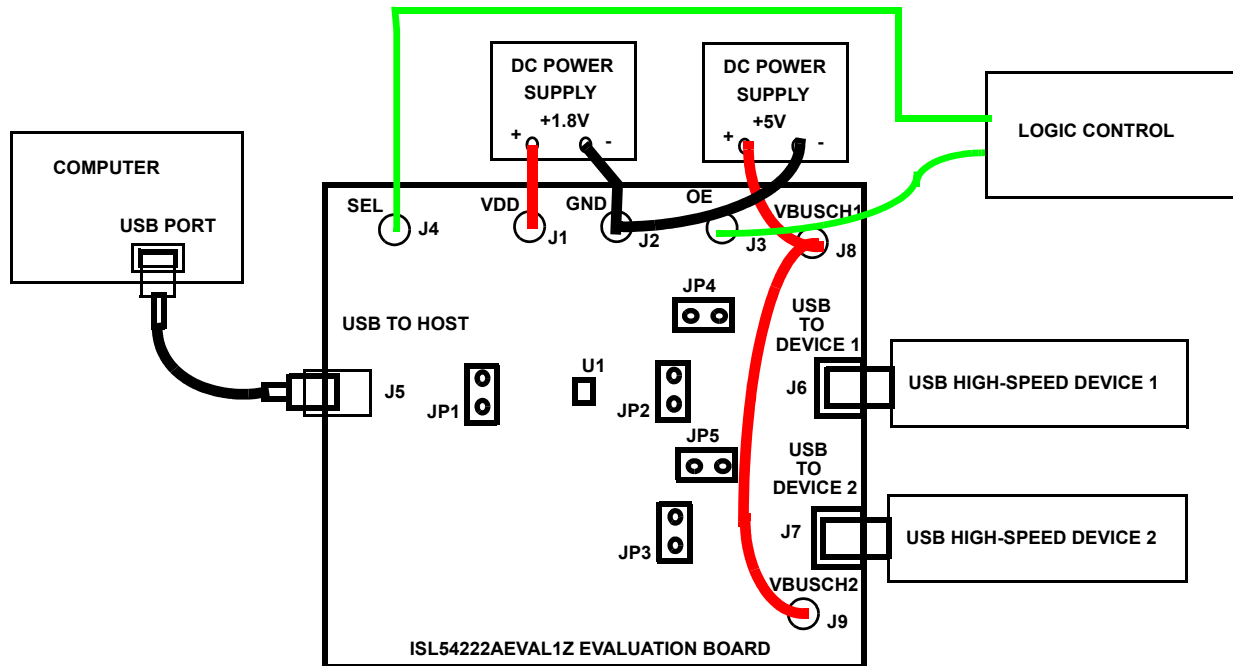 DC POWER
SUPPLY
+1.8V
+ -
DC POWER
SUPPLY
+5V
+ -
LOGIC CONTROL
COMPUTER
USB PORT
SEL
J4
VDD
J1
GND
J2
OE
J3
VBUSCH1
J8
JP4
USB
TO
DEVICE 1
USB TO HOST
J5
JP1
U1
JP2
J6
USB HIGH-SPEED DEVICE 1
JP5
USB
TO
DEVICE 2
JP3
J7
USB HIGH-SPEED DEVICE 2
VBUSCH2
J9
ISL54222AEVAL1Z EVALUATION BOARD